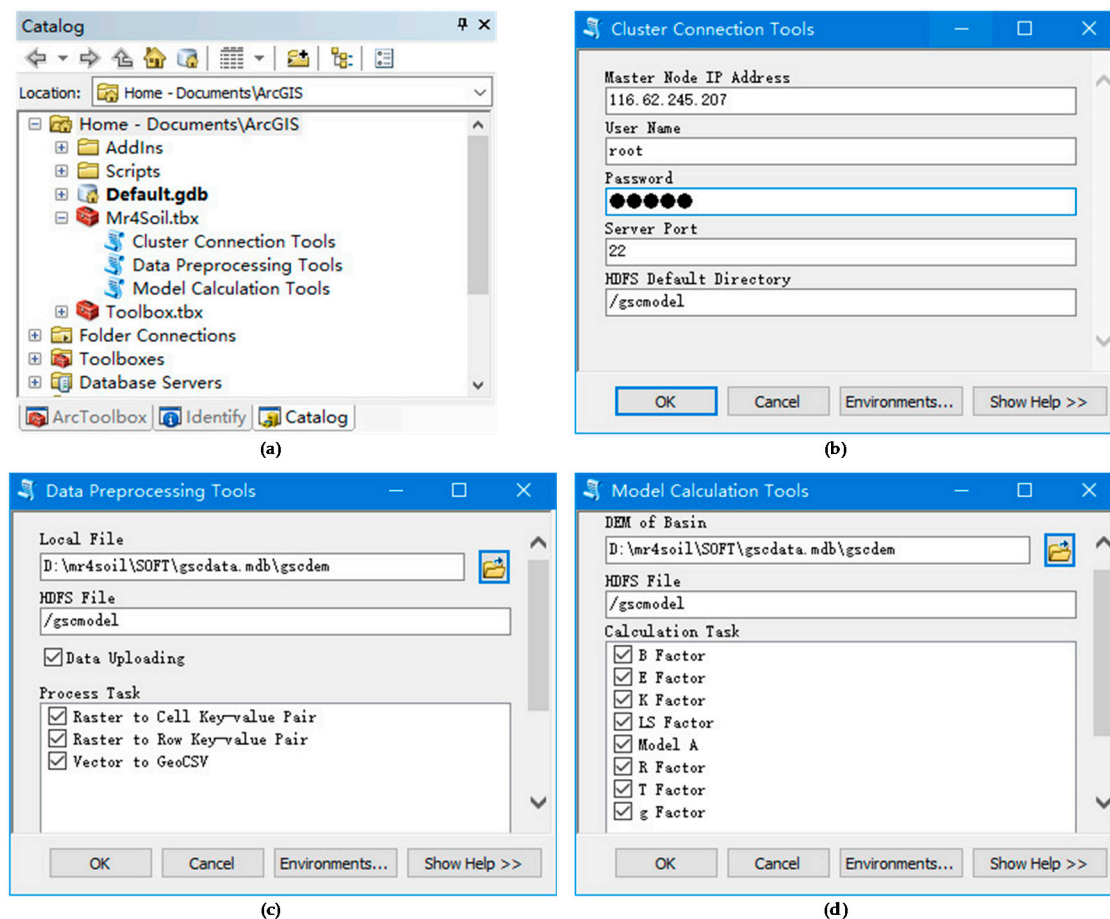 Catalog
Location: Home - Documents\ArcGIS
Home - Documents\ArcGIS
AddIns
Scripts
Default.gdb
Mr4Soil.tbx
Cluster Connection Tools
Data Preprocessing Tools
Model Calculation Tools
Toolbox.tbx
Folder Connections
Toolboxes
Database Servers
ArcToolbox Identify Catalog
(a)
Cluster Connection Tools
Master Node IP Address
116.62.245.207
User Name
root
Password
●●●●●
Server Port
22
HDFS Default Directory
/gscmodel
OK Cancel Environments... Show Help >>
(b)
Data Preprocessing Tools
Local File
D:\mr4soil\SOFT\gscdata.mdb\gscdem
HDFS File
/gscmodel
Data Uploading
Process Task
Raster to Cell Key-value Pair
Raster to Row Key-value Pair
Vector to GeoCSV
OK Cancel Environments... Show Help >>
(c)
Model Calculation Tools
DEM of Basin
D:\mr4soil\SOFT\gscdata.mdb\gscdem
HDFS File
/gscmodel
Calculation Task
B Factor
E Factor
K Factor
LS Factor
Model A
R Factor
T Factor
g Factor
OK Cancel Environments... Show Help >>
(d)